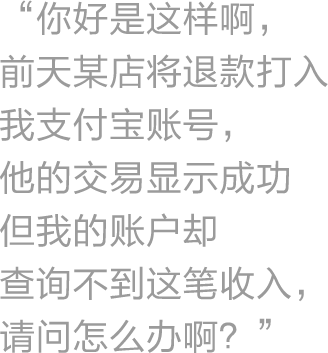 “你好是这样啊，
前天某店将退款打入
我支付宝账号，
他的交易显示成功
但我的账户却
查询不到这笔收入，
请问怎么办啊？”